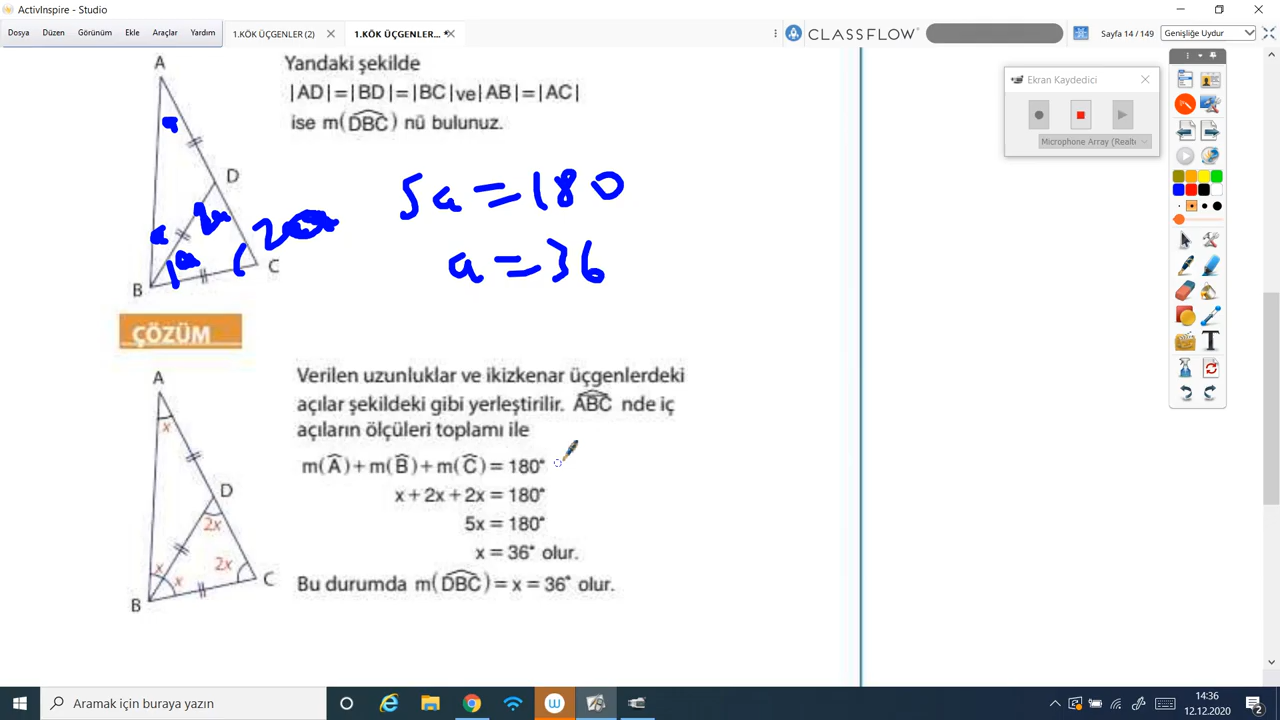 ActivInspire - Studio
Dosya Düzen Görünüm Ekle Araçlar Yardım
1.KÖK ÜÇGENLER (2)
1.KÖK ÜÇGENLER... *
CLASSFLOW
Sayfa 14 / 149
Genişliğe Uydur
Ekran Kaydedici
Microphone Array (Realte
A
Yandaki şekilde
|AD|=|BD|=|BC| ve |AB|=|AC|
ise m(DBC) nü bulunuz.
a
D
5a=180
a 2a
a 2
B
C
a=36
ÇÖZÜM
A
x
D
2x
x x 2x
B
C
Verilen uzunluklar ve ikizkenar üçgenlerdeki
açılar şekildeki gibi yerleştirilir. ABC nde iç
açıların ölçüleri toplamı ile
m(A)+m(B)+m(C)=180°
x+2x+2x=180°
5x=180°
x=36° olur.
Bu durumda m(DBC)=x=36° olur.
T
Aramak için buraya yazın
w
14:36
12.12.2020
2